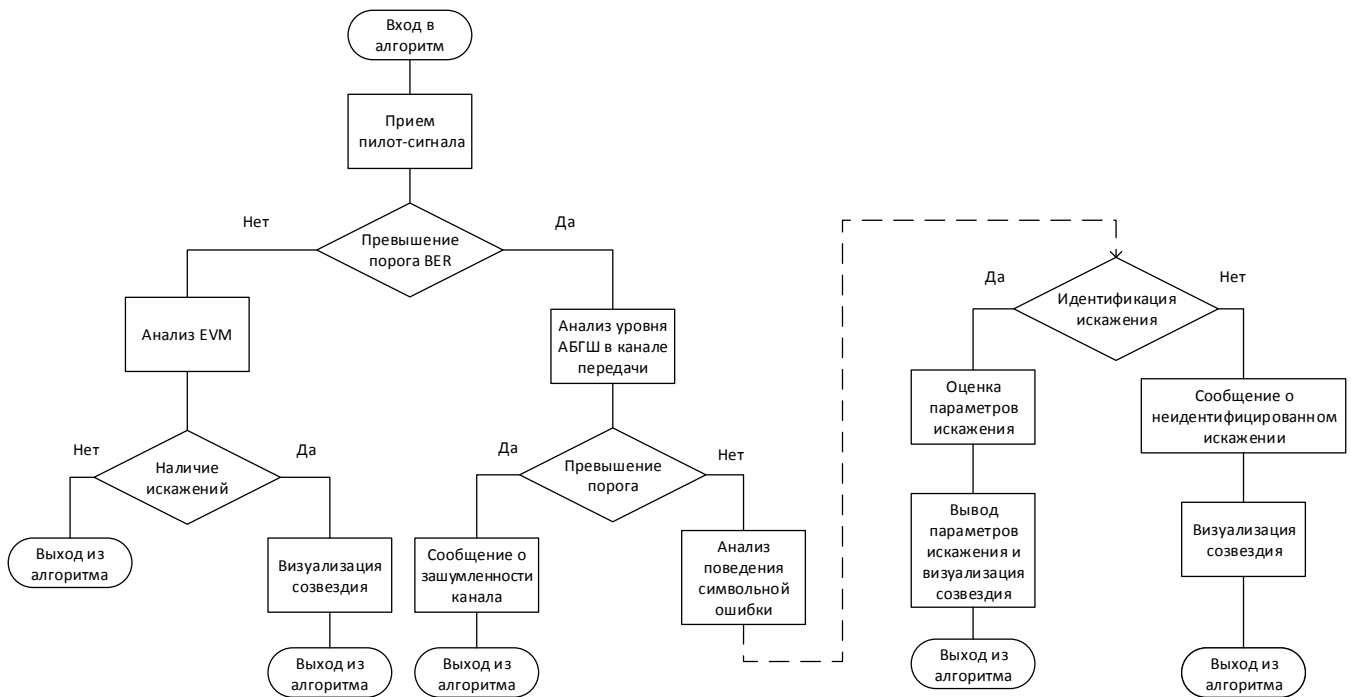 Вход в
алгоритм
Прием
пилот-сигнала
Нет
Да
Превышение
порога BER
Анализ EVM
Анализ уровня
АБГШ в канале
передачи
Нет
Да
Наличие
искажений
Да
Нет
Превышение
порога
Выход из
алгоритма
Визуализация
созвездия
Выход из
алгоритма
Сообщение о
зашумленности
канала
Выход из
алгоритма
Анализ
поведения
символьной
ошибки
Да
Нет
Идентификация
искажения
Оценка
параметров
искажения
Вывод
параметров
искажения и
визуализация
созвездия
Выход из
алгоритма
Сообщение о
неидентифицированном
искажении
Визуализация
созвездия
Выход из
алгоритма